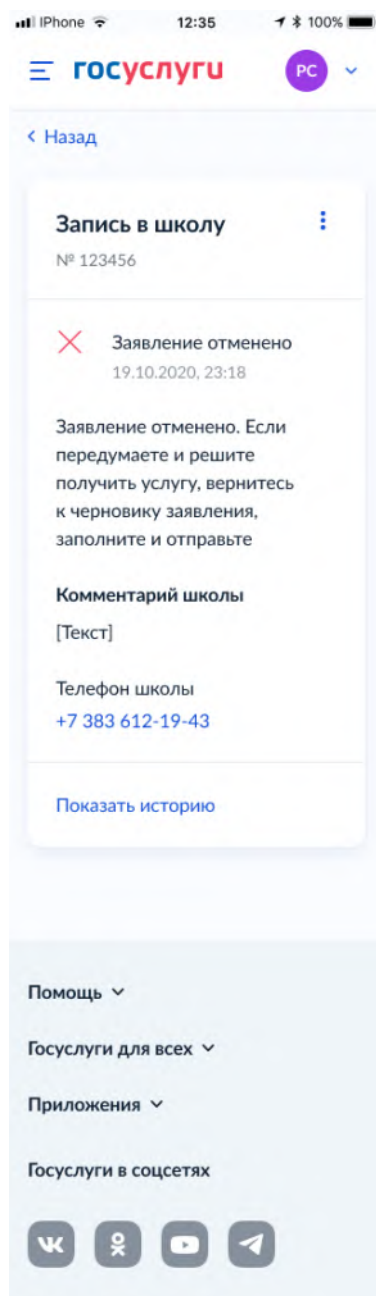 IPhone 12:35 100%
госуслуги РС
Назад
Запись в школу
№ 123456
Заявление отменено
19.10.2020, 23:18
Заявление отменено. Если
передумаете и решите
получить услугу, вернитесь
к черновику заявления,
заполните и отправьте
Комментарий школы
[Текст]
Телефон школы
+7 383 612-19-43
Показать историю
Помощь
Госуслуги для всех
Приложения
Госуслуги в соцсетях